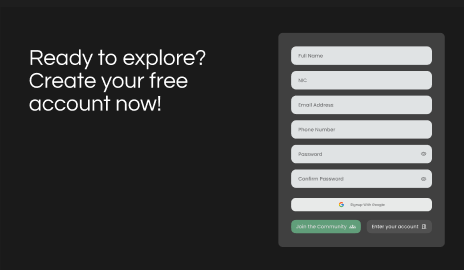 Ready to explore?
Create your free
account now!
Full Name
NIC
Email Address
Phone Number
Password
Confirm Password
Signup With Google
Join the Community
Enter your account